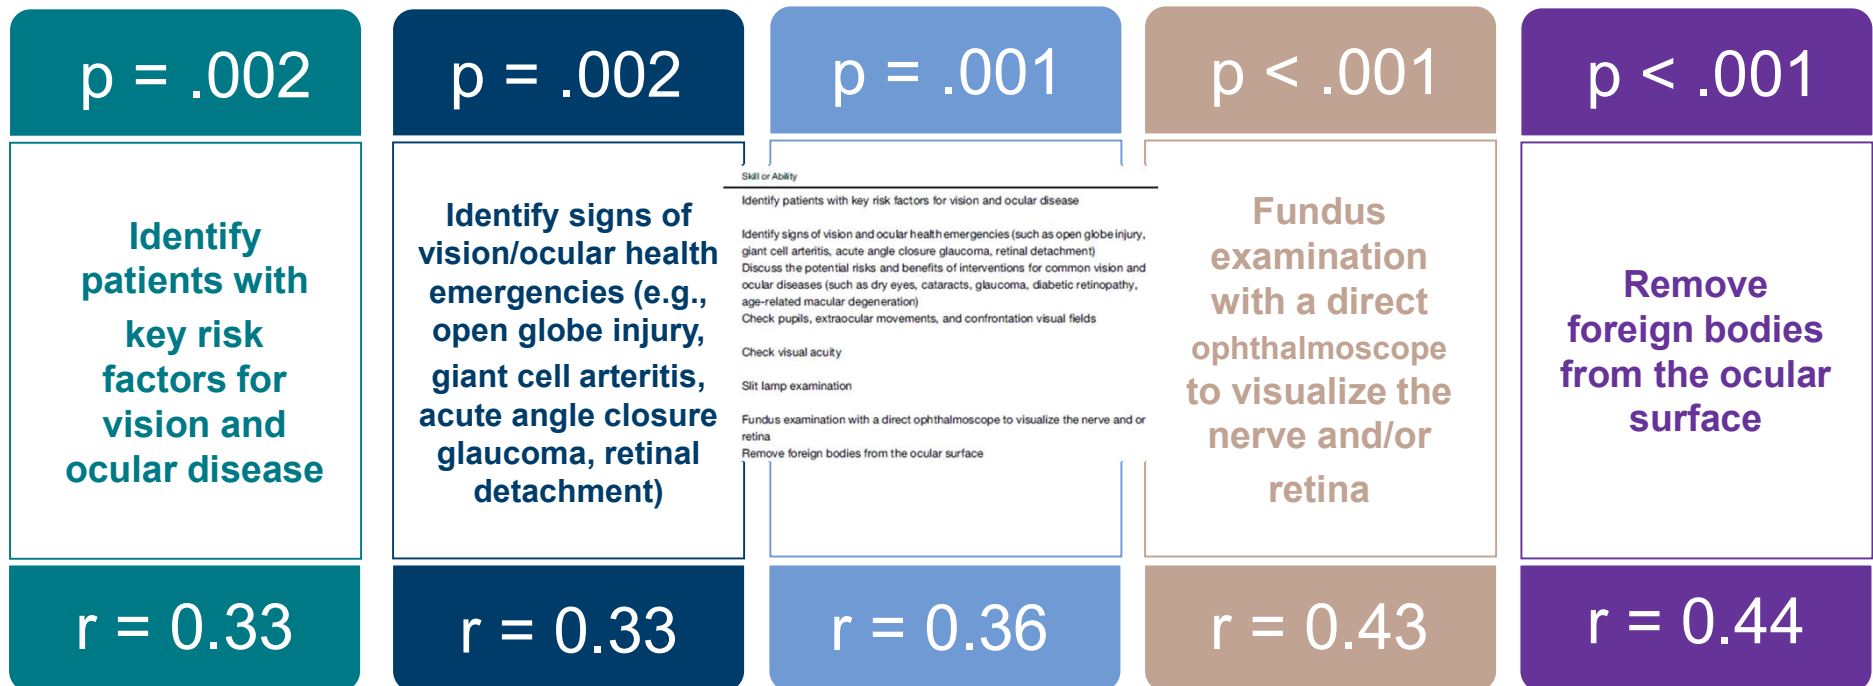 p = .002
Identify
patients with
key risk
factors for
vision and
ocular disease
r = 0.33
p = .002
Identify signs of
vision/ocular health
emergencies (e.g.,
open globe injury,
giant cell arteritis,
acute angle closure
glaucoma, retinal
detachment)
r = 0.33
p = .001
Skill or Ability
Identify patients with key risk factors for vision and ocular disease
Identify signs of vision and ocular health emergencies (such as open globe injury,
giant cell arteritis, acute angle closure glaucoma, retinal detachment)
Discuss the potential risks and benefits of interventions for common vision and
ocular diseases (such as dry eyes, cataracts, glaucoma, diabetic retinopathy,
age-related macular degeneration)
Check pupils, extraocular movements, and confrontation visual fields
Check visual acuity
Slit lamp examination
Fundus examination with a direct ophthalmoscope to visualize the nerve and or
retina
Remove foreign bodies from the ocular surface
r = 0.36
p < .001
Fundus
examination
with a direct
ophthalmoscope
to visualize the
nerve and/or
retina
r = 0.43
p < .001
Remove
foreign bodies
from the ocular
surface
r = 0.44